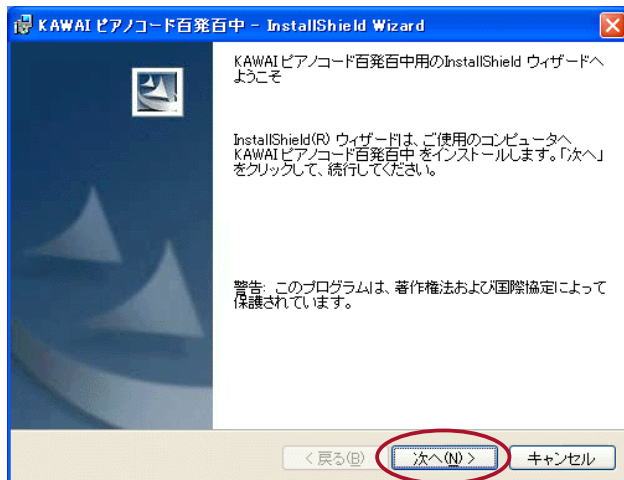 KAWAI ピアノコード百発百中 - InstallShield Wizard
KAWAI ピアノコード百発百中用のInstallShield ウィザードへ
ようこそ
InstallShield(R) ウィザードは、ご使用のコンピュータへ
KAWAI ピアノコード百発百中 をインストールします。「次へ」
をクリックして、続行してください。
警告: このプログラムは、著作権法および国際協定によって
保護されています。
< 戻る(B) 次へ(N) > キャンセル